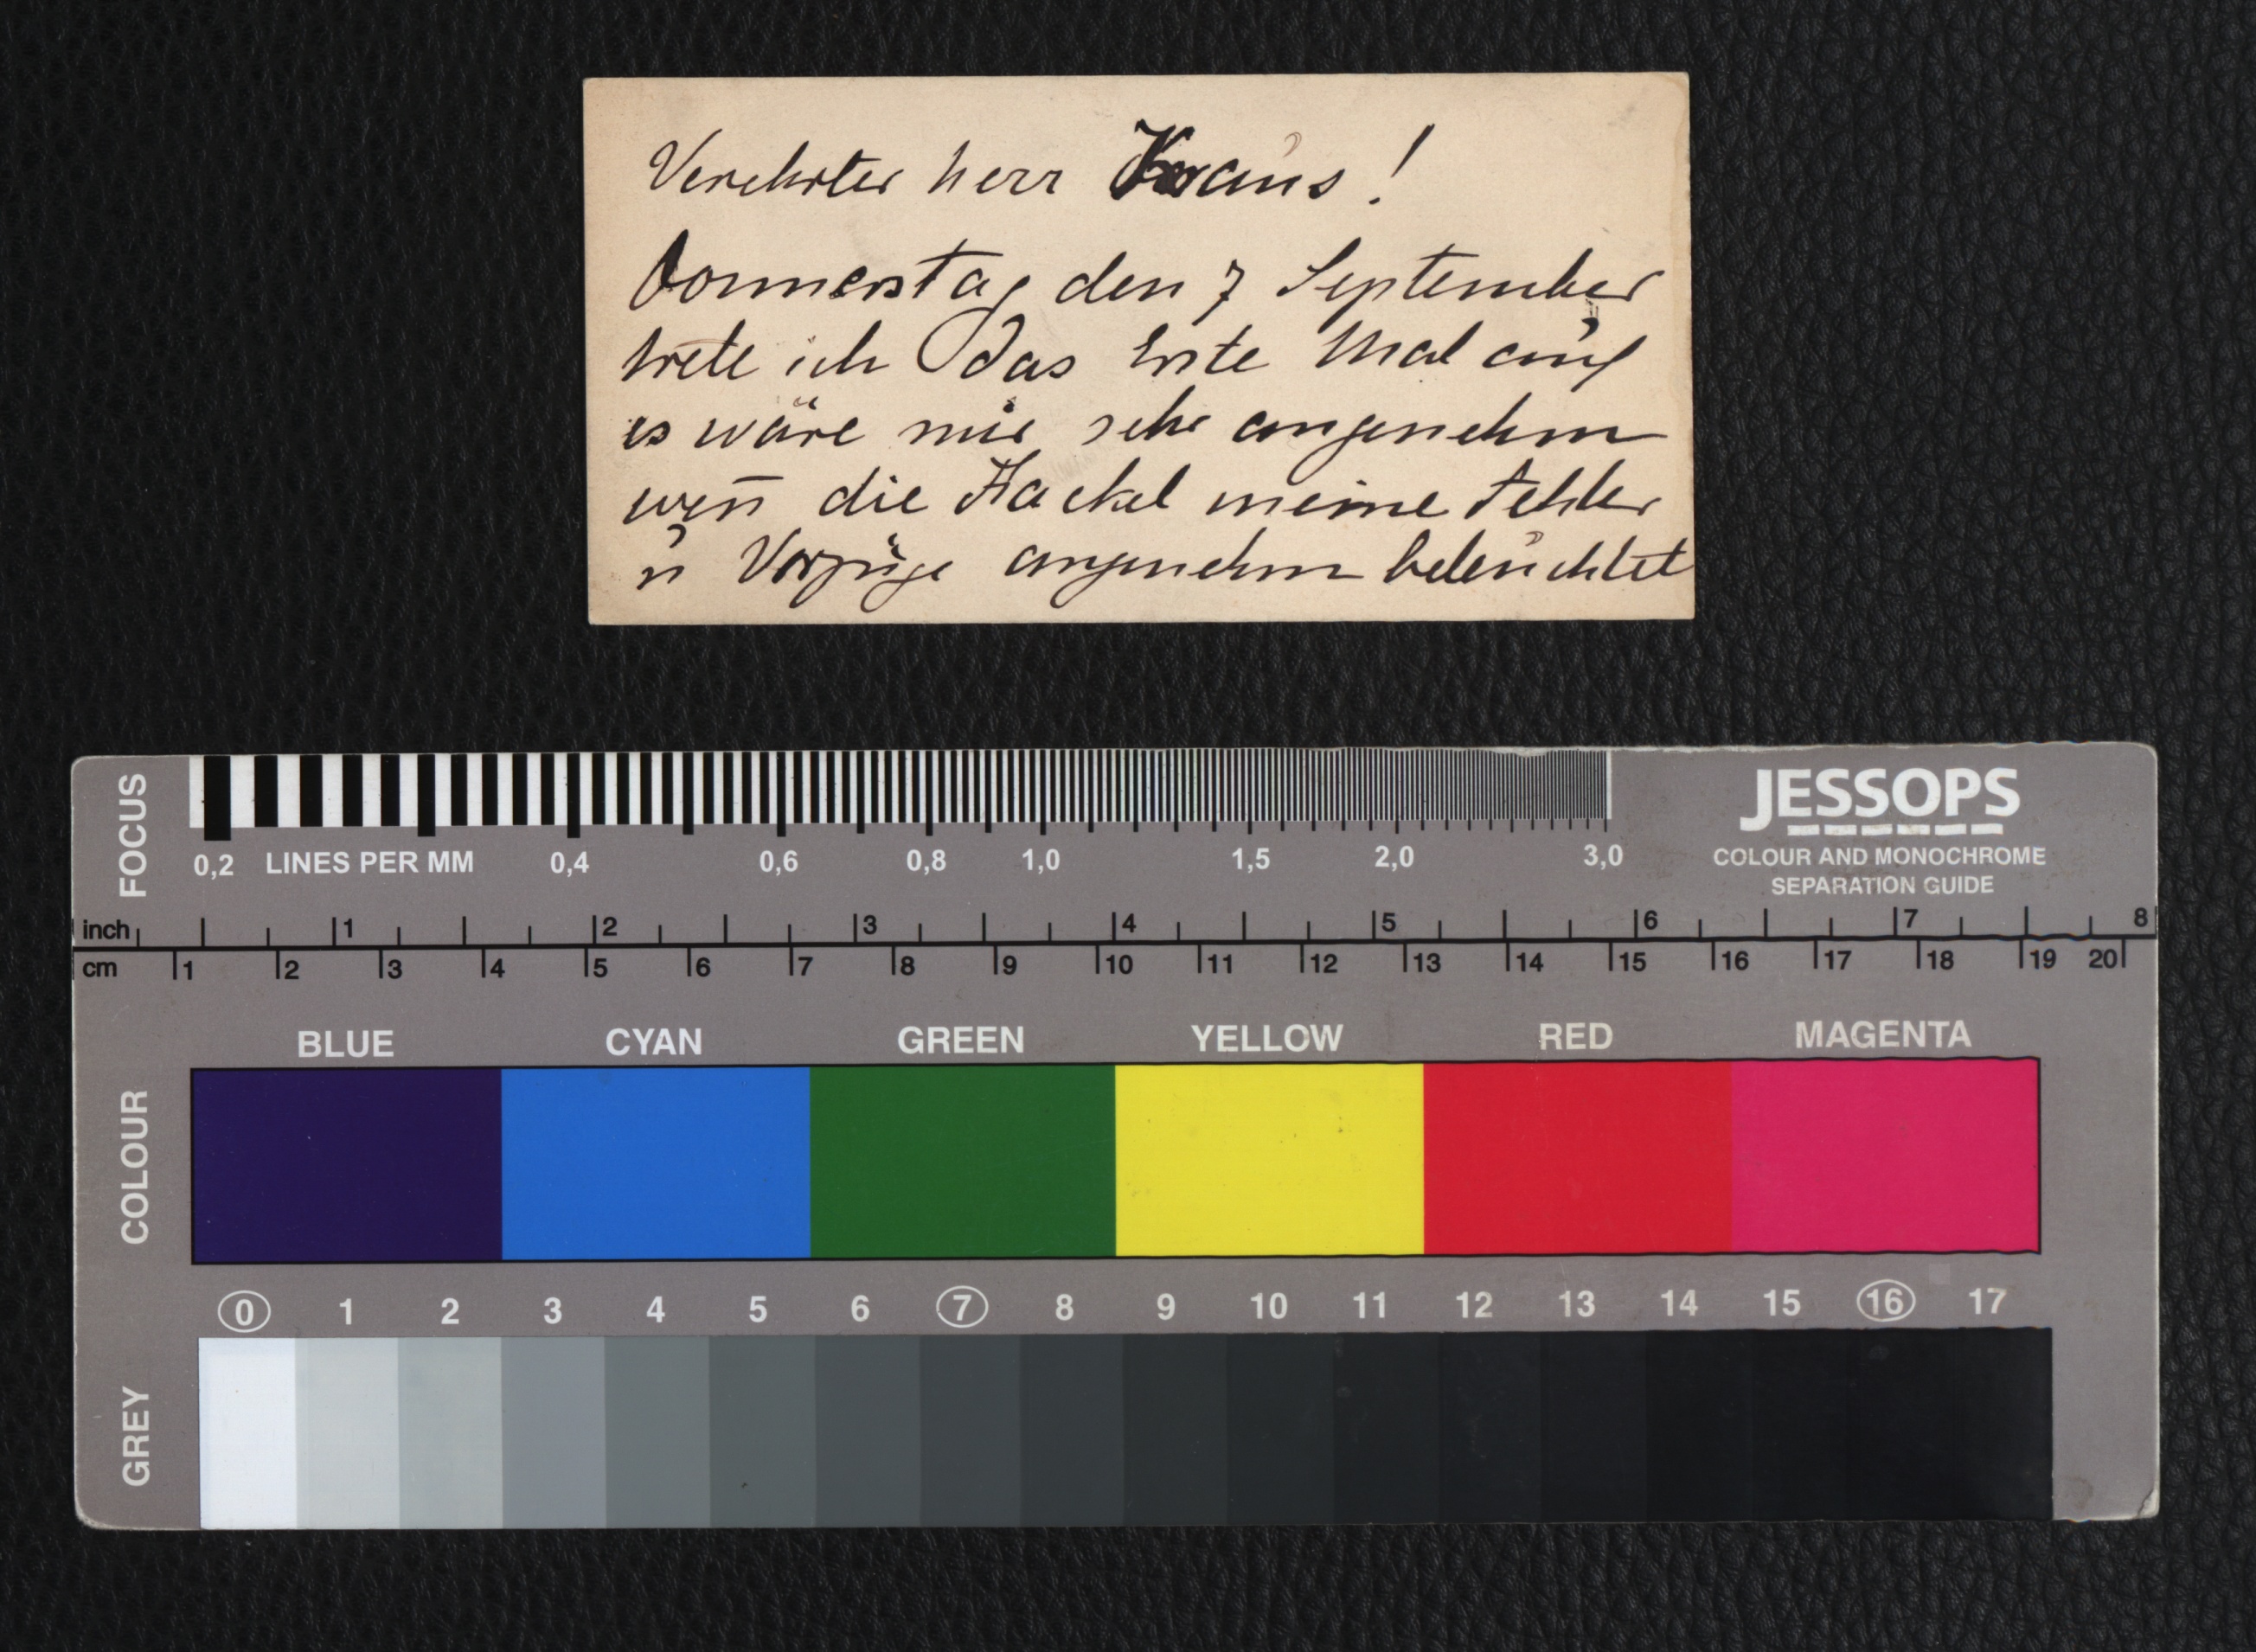 Verehrter Herr Kraus!
Donnerstag den 7 September
trete ich das Erste Mal auf
es wäre mir sehr angenehm
wen̄ die Fackel meine Fehler
u Vorzüge angenehm beleuchtet
FOCUS
0,2 LINES PER MM 0,4 0,6 0,8 1,0 1,5 2,0 3,0
JESSOPS
COLOUR AND MONOCHROME
SEPARATION GUIDE
inch 1 2 3 4 5 6 7 8
cm 1 2 3 4 5 6 7 8 9 10 11 12 13 14 15 16 17 18 19 20
COLOUR
BLUE CYAN GREEN YELLOW RED MAGENTA
GREY
0 1 2 3 4 5 6 7 8 9 10 11 12 13 14 15 16 17